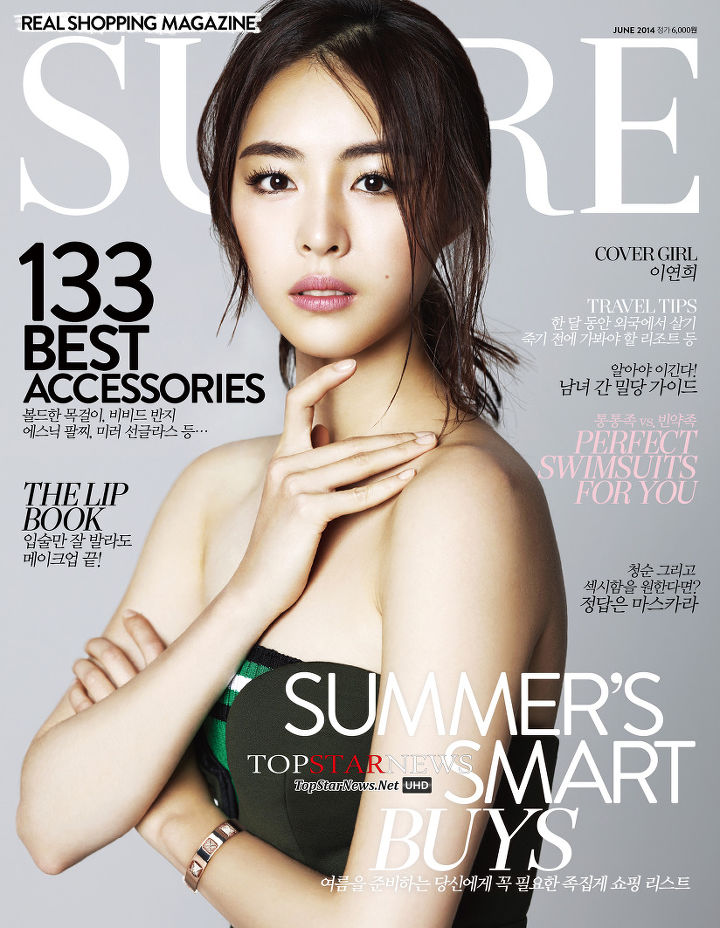 REAL SHOPPING MAGAZINE
JUNE 2014 정가 6,000원
SURE
133
BEST
ACCESSORIES
볼드한 목걸이, 비비드 반지
에스닉 팔찌, 미러 선글라스 등…
THE LIP
BOOK
입술만 잘 발라도
메이크업 끝!
COVER GIRL
이연희
TRAVEL TIPS
한 달 동안 외국에서 살기
죽기 전에 가봐야 할 리조트 등
알아야 이긴다!
남녀 간 밀당 가이드
통통족 vs. 빈약족
PERFECT
SWIMSUITS
FOR YOU
청순 그리고
섹시함을 원한다면?
정답은 마스카라
SUMMER'S
SMART
BUYS
여름을 준비하는 당신에게 꼭 필요한 족집게 쇼핑 리스트
TOPSTARNEWS
TopStarNews.Net UHD